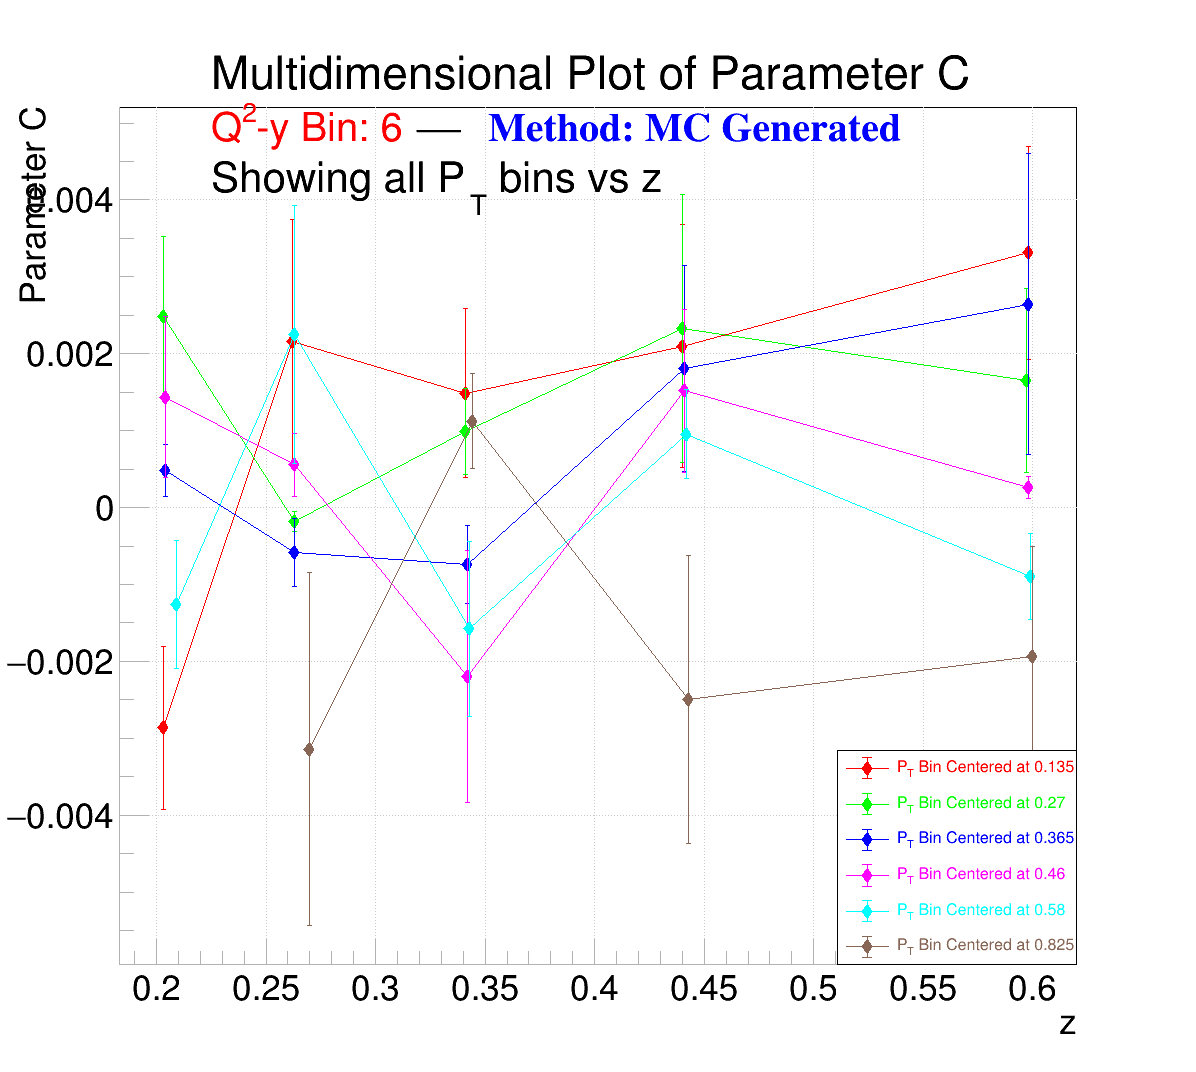 Multidimensional Plot of Parameter C
Q2-y Bin: 6 — Method: MC Generated
Showing all PT bins vs z
Parameter C
0.004
0.002
0
−0.002
−0.004
0.2 0.25 0.3 0.35 0.4 0.45 0.5 0.55 0.6
z
PT Bin Centered at 0.135
PT Bin Centered at 0.27
PT Bin Centered at 0.365
PT Bin Centered at 0.46
PT Bin Centered at 0.58
PT Bin Centered at 0.825